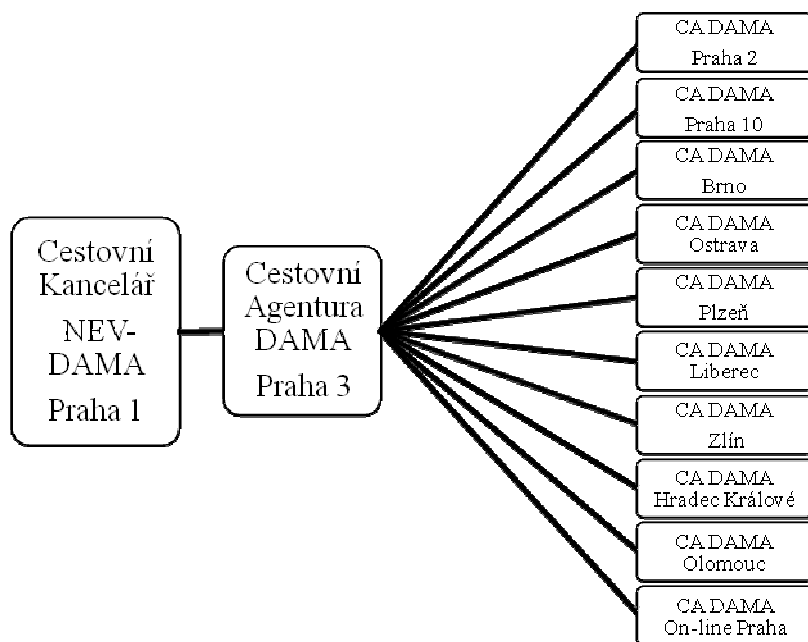 Cestovní
Kancelář
NEV-
DAMA
Praha 1
Cestovní
Agentura
DAMA
Praha 3
CA DAMA
Praha 2
CA DAMA
Praha 10
CA DAMA
Brno
CA DAMA
Ostrava
CA DAMA
Plzeň
CA DAMA
Liberec
CA DAMA
Zlín
CA DAMA
Hradec Králové
CA DAMA
Olomouc
CA DAMA
On-line Praha